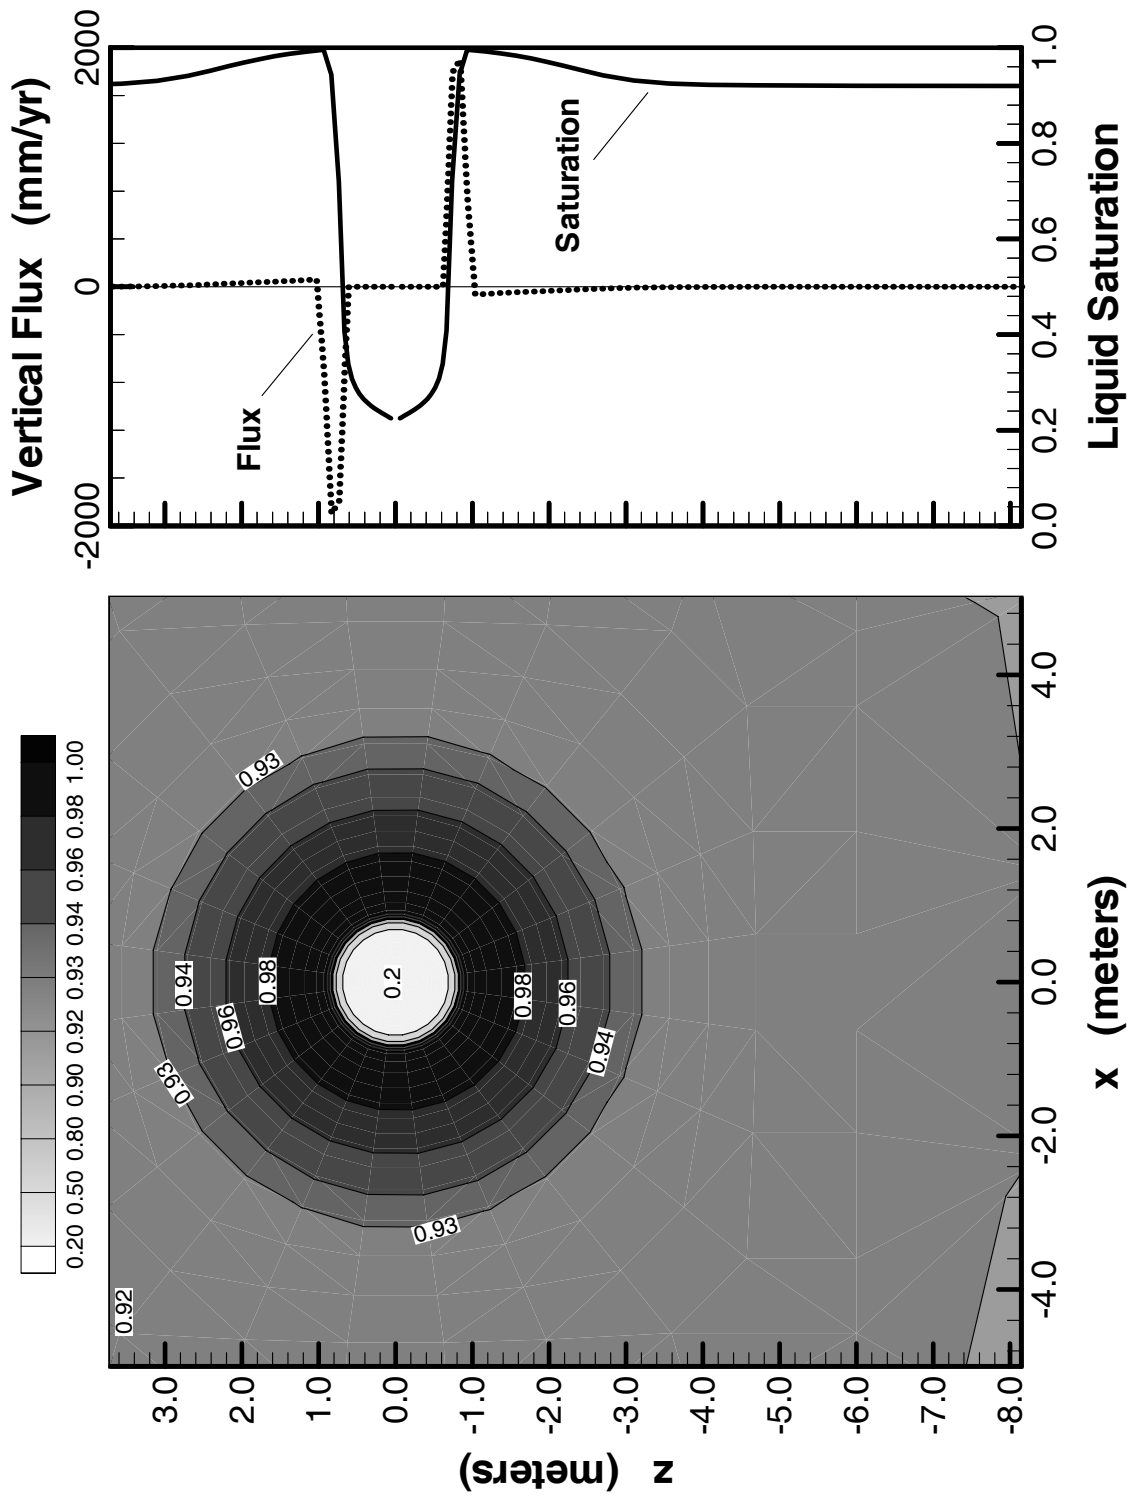 0.20 0.50 0.80 0.90 0.92 0.93 0.94 0.96 0.98 1.00
z (meters)
3.0
2.0
1.0
0.0
-1.0
-2.0
-3.0
-4.0
-5.0
-6.0
-7.0
-8.0
0.92
0.93
0.93
0.94
0.96
0.98
0.2
0.93
0.98
0.96
0.94
-4.0 -2.0 0.0 2.0 4.0
x (meters)
Vertical Flux (mm/yr)
-2000 0 2000
Flux
Saturation
0.0 0.2 0.4 0.6 0.8 1.0
Liquid Saturation